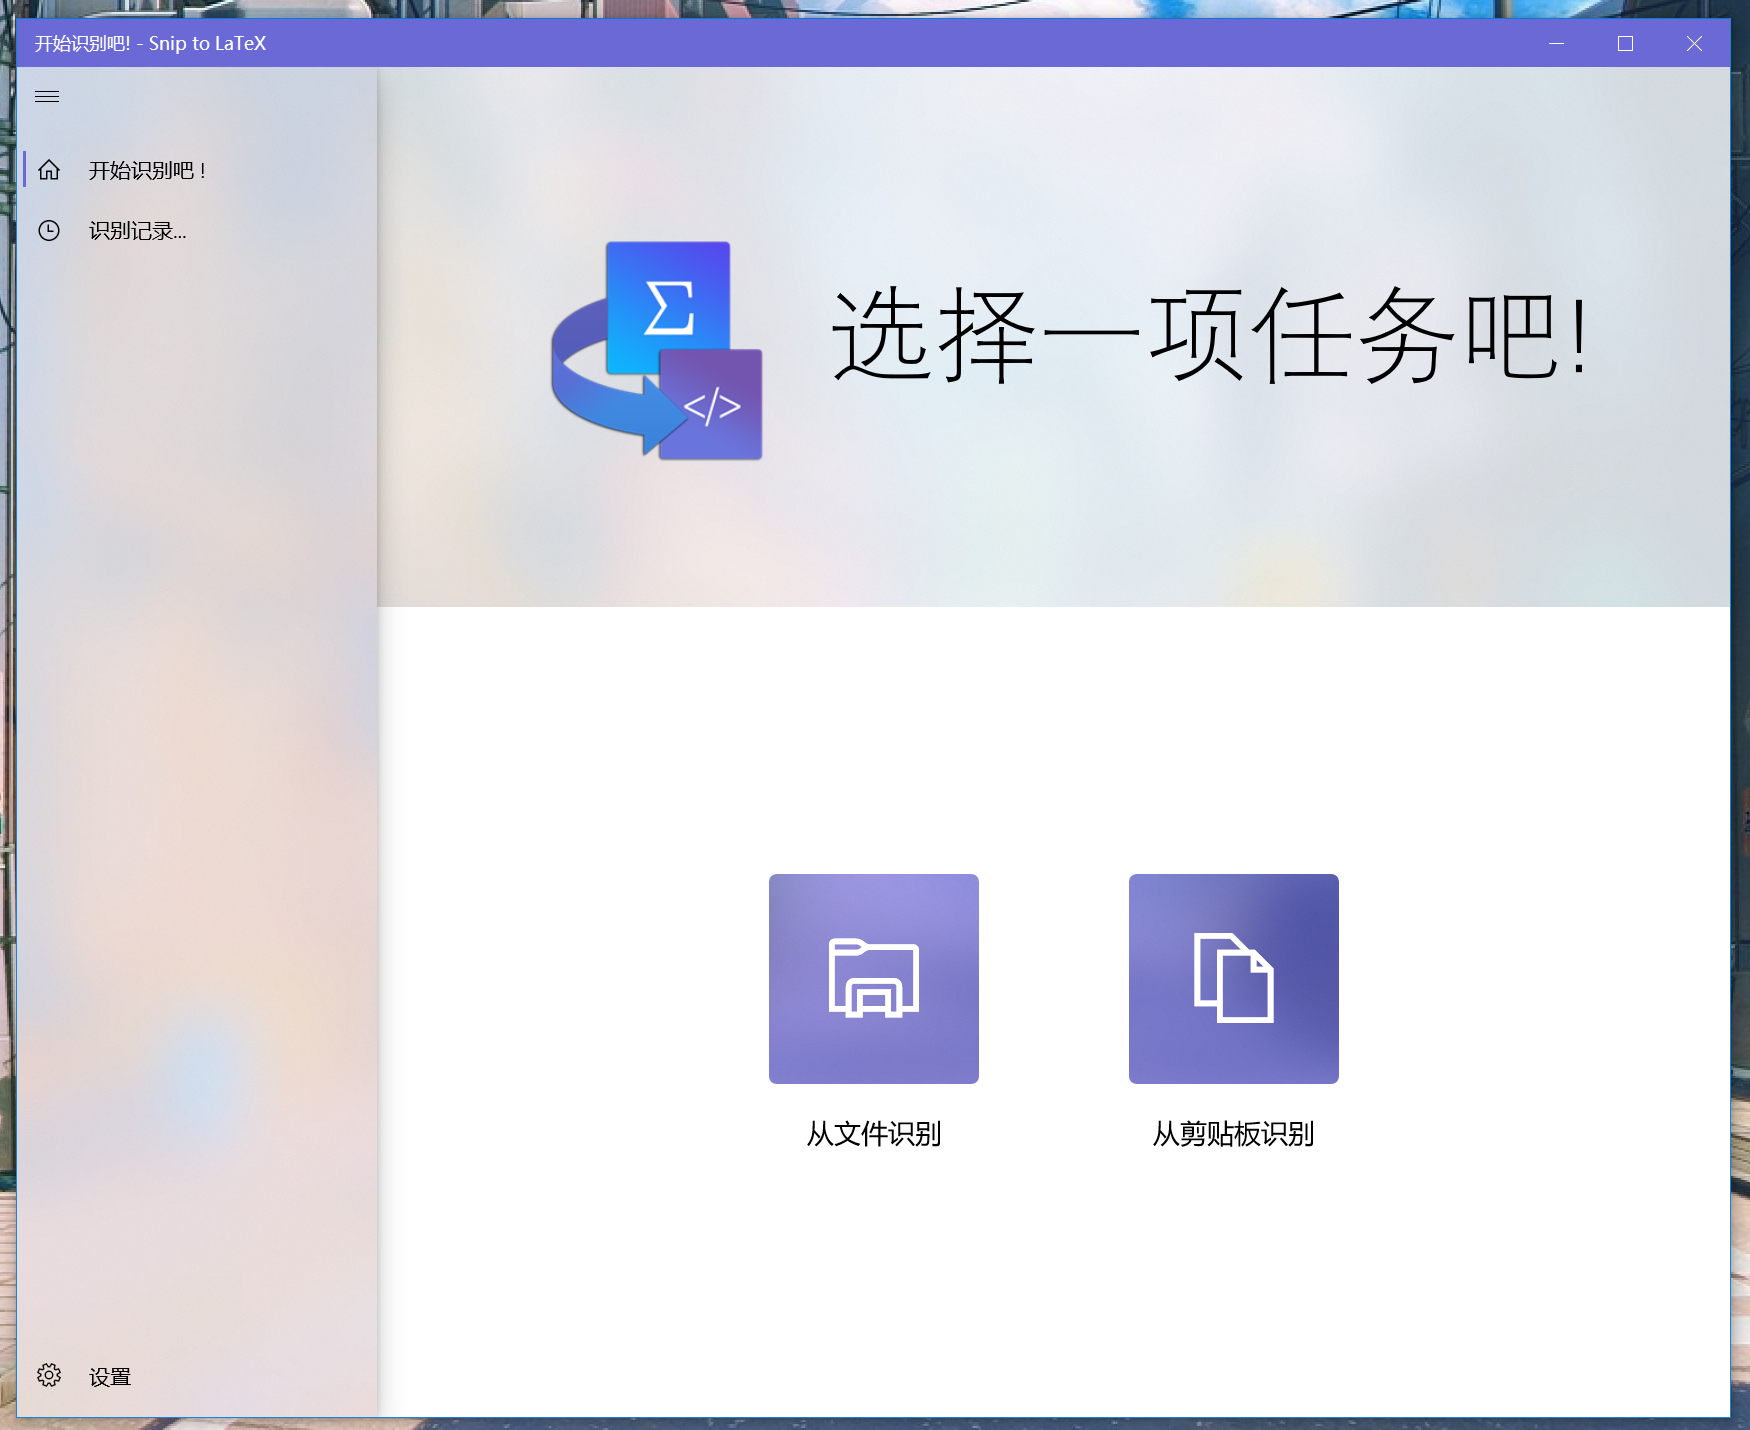 开始识别吧! - Snip to LaTeX
开始识别吧！
识别记录...
Σ
</>
选择一项任务吧!
从文件识别
从剪贴板识别
设置